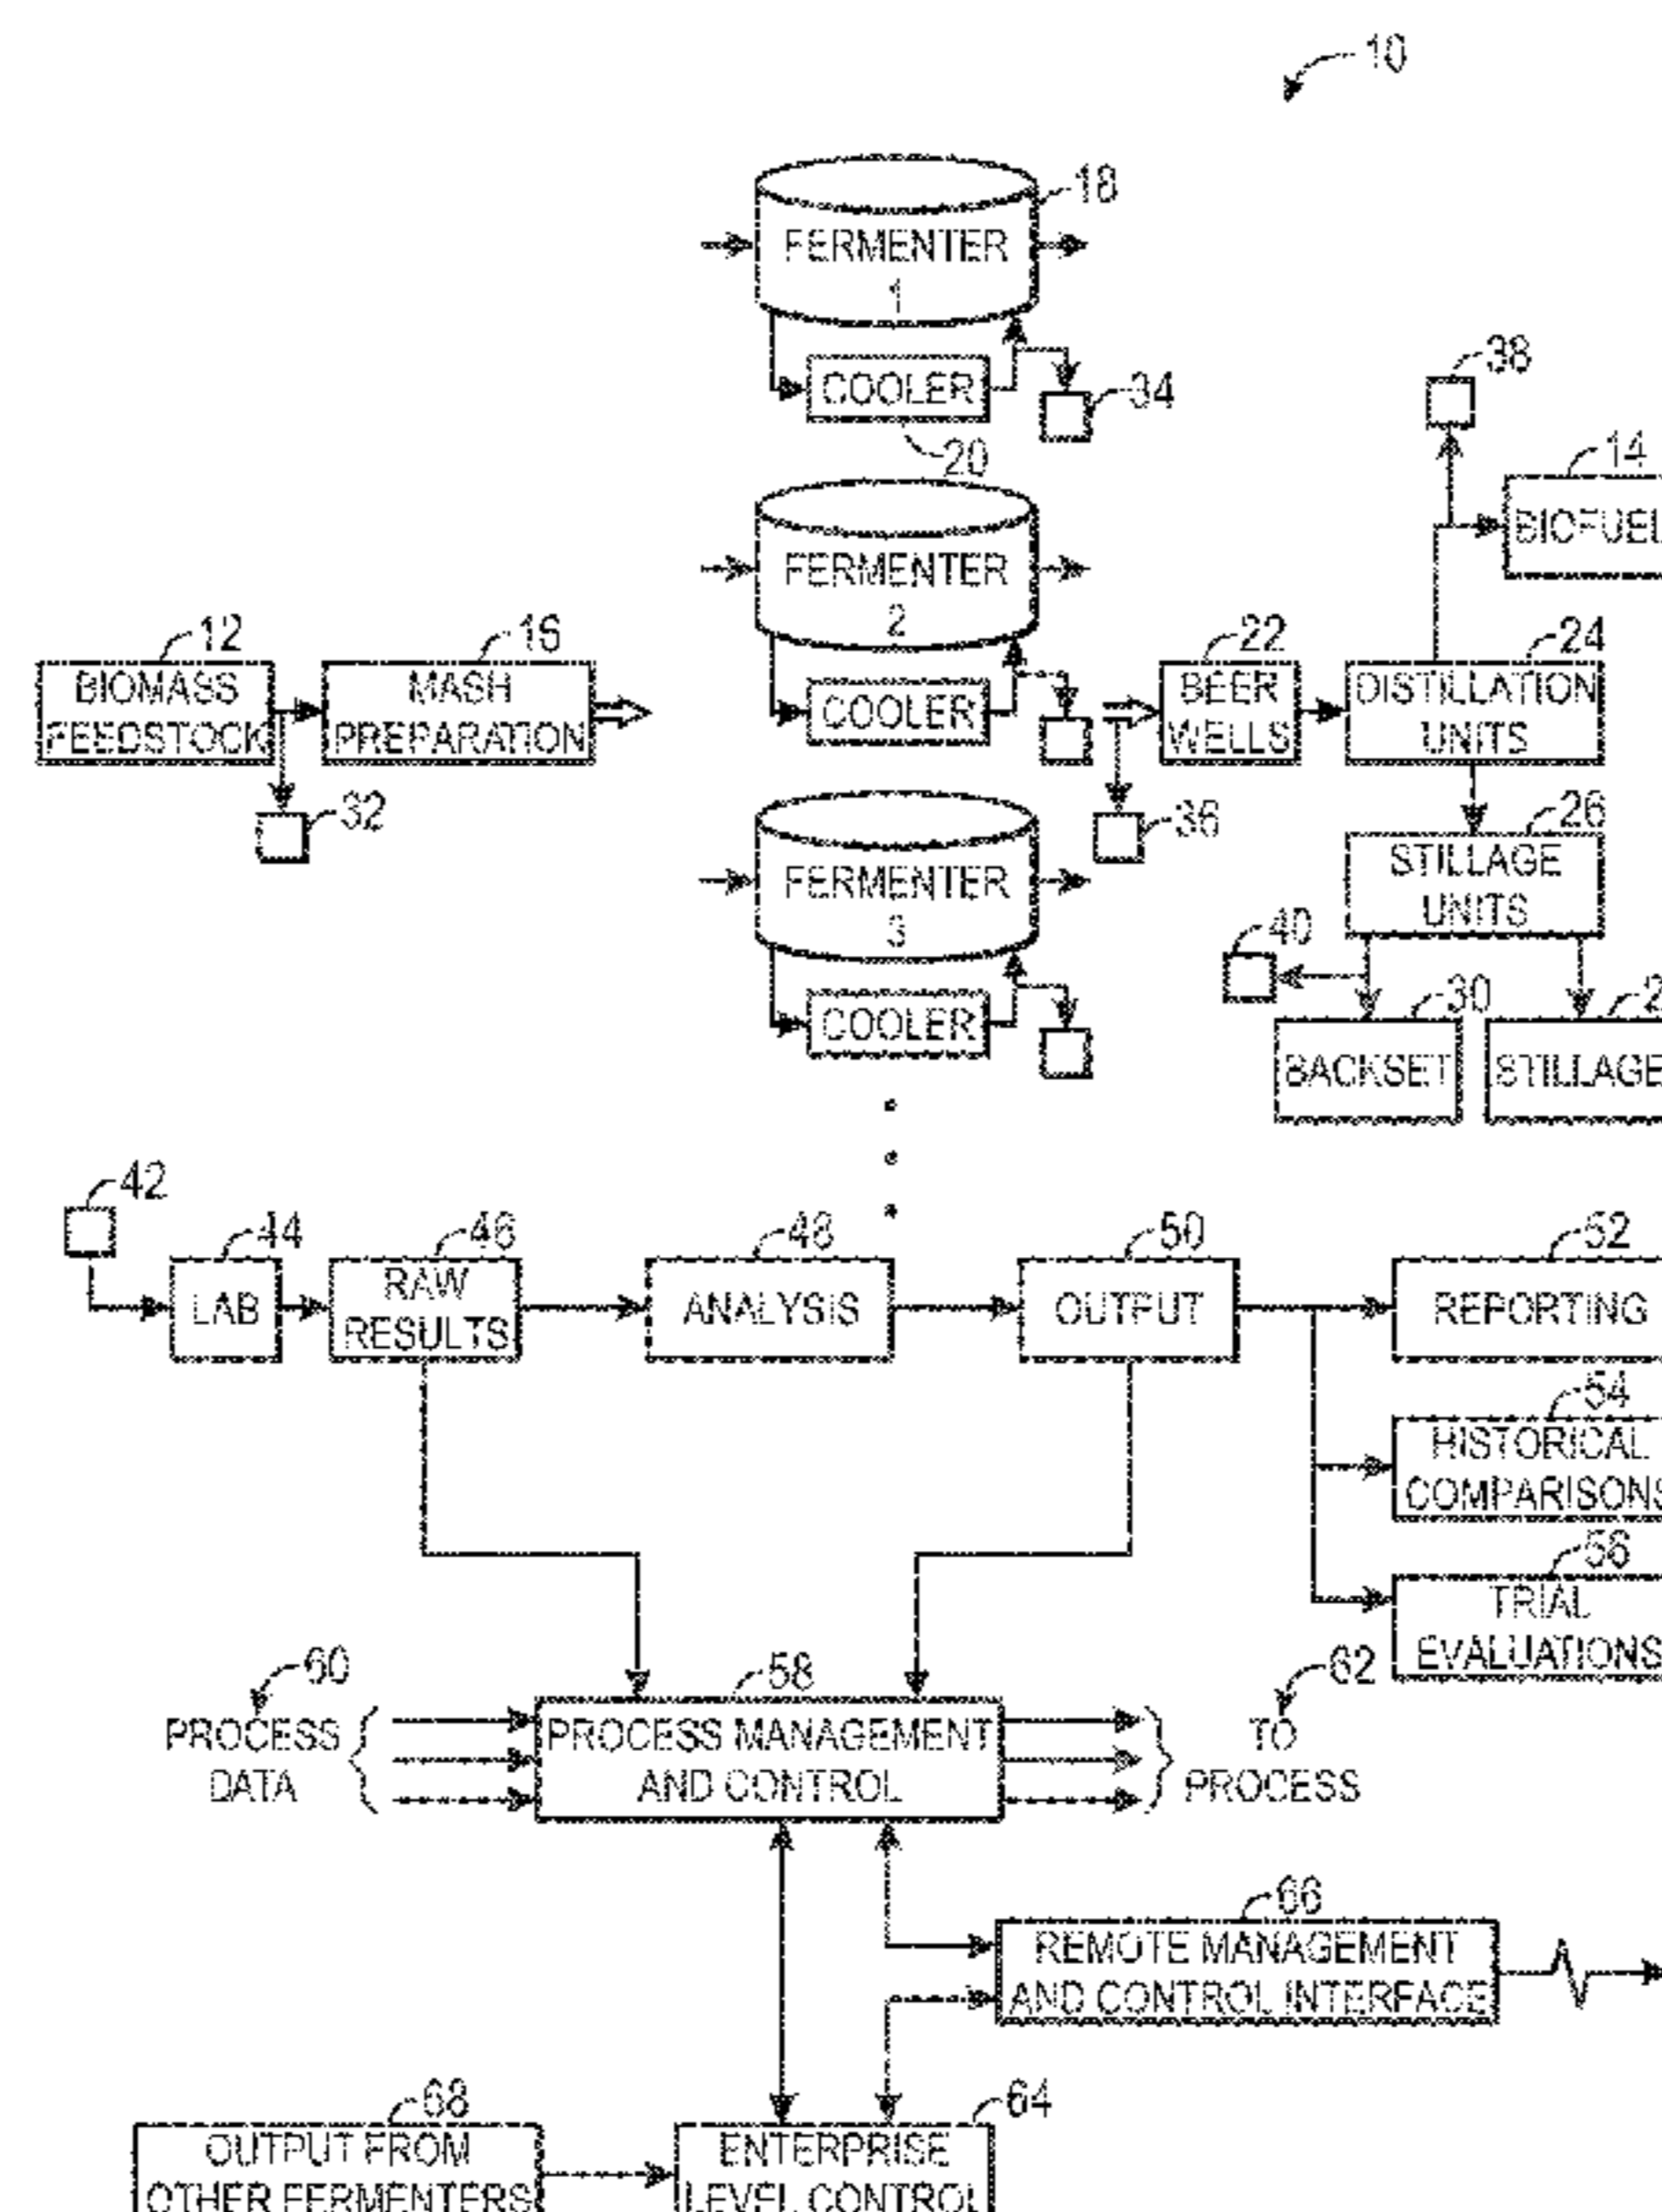 10
18
FERMENTER
1
COOLER
34
20
38
14
BIOFUEL
FERMENTER
2
COOLER
12
BIOMASS
FEEDSTOCK
16
MASH
PREPARATION
22
BEER
WELLS
24
DISTILLATION
UNITS
32
36
26
STILLAGE
UNITS
FERMENTER
3
COOLER
40
30
BACKSET
STILLAGE
42
44
LAB
46
RAW
RESULTS
48
ANALYSIS
50
OUTPUT
52
REPORTING
54
HISTORICAL
COMPARISONS
56
TRIAL
EVALUATIONS
60
PROCESS
DATA
58
PROCESS MANAGEMENT
AND CONTROL
62
TO
PROCESS
66
REMOTE MANAGEMENT
AND CONTROL INTERFACE
68
OUTPUT FROM
OTHER FERMENTERS
64
ENTERPRISE
LEVEL CONTROL